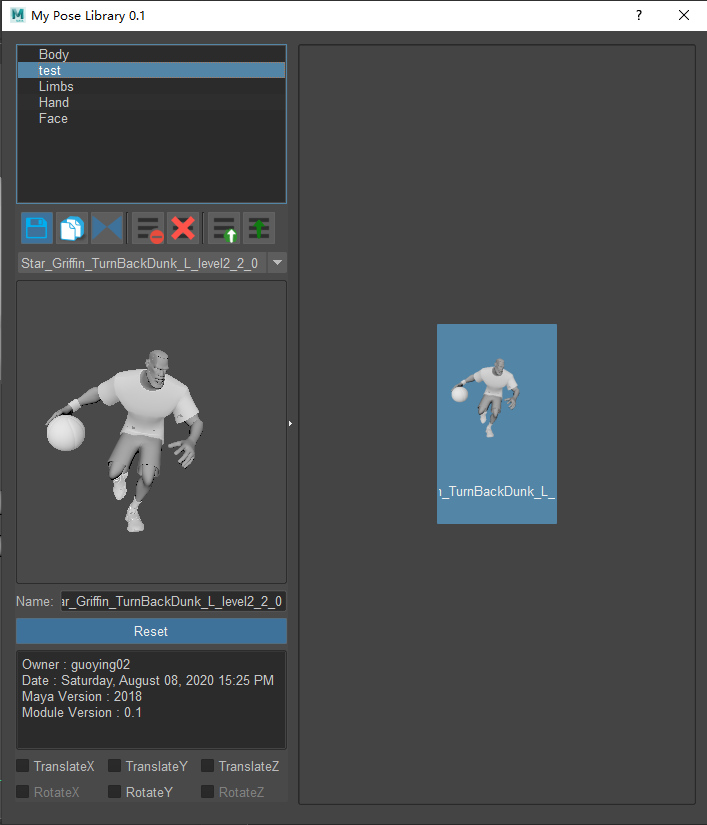 My Pose Library 0.1
?
Body
test
Limbs
Hand
Face
Star_Griffin_TurnBackDunk_L_level2_2_0
_TurnBackDunk_L_
Name: ar_Griffin_TurnBackDunk_L_level2_2_0
Reset
Owner : guoying02
Date : Saturday, August 08, 2020 15:25 PM
Maya Version : 2018
Module Version : 0.1
TranslateX TranslateY TranslateZ
RotateX RotateY RotateZ